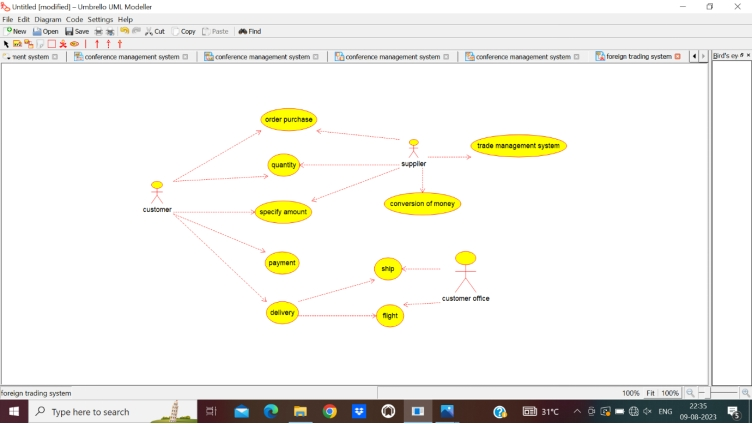 Untitled [modified] – Umbrello UML Modeller
File Edit Diagram Code Settings Help
New Open Save Cut Copy Paste Find
ment system conference management system conference management system conference management system conference management system foreign trading system Bird's ey
order purchase
trade management system
supplier
quantity
customer
specify amount
conversion of money
payment
ship
customer office
delivery
flight
foreign trading system
100% Fit 100%
Type here to search
31°C
ENG
22:35
09-08-2023
5